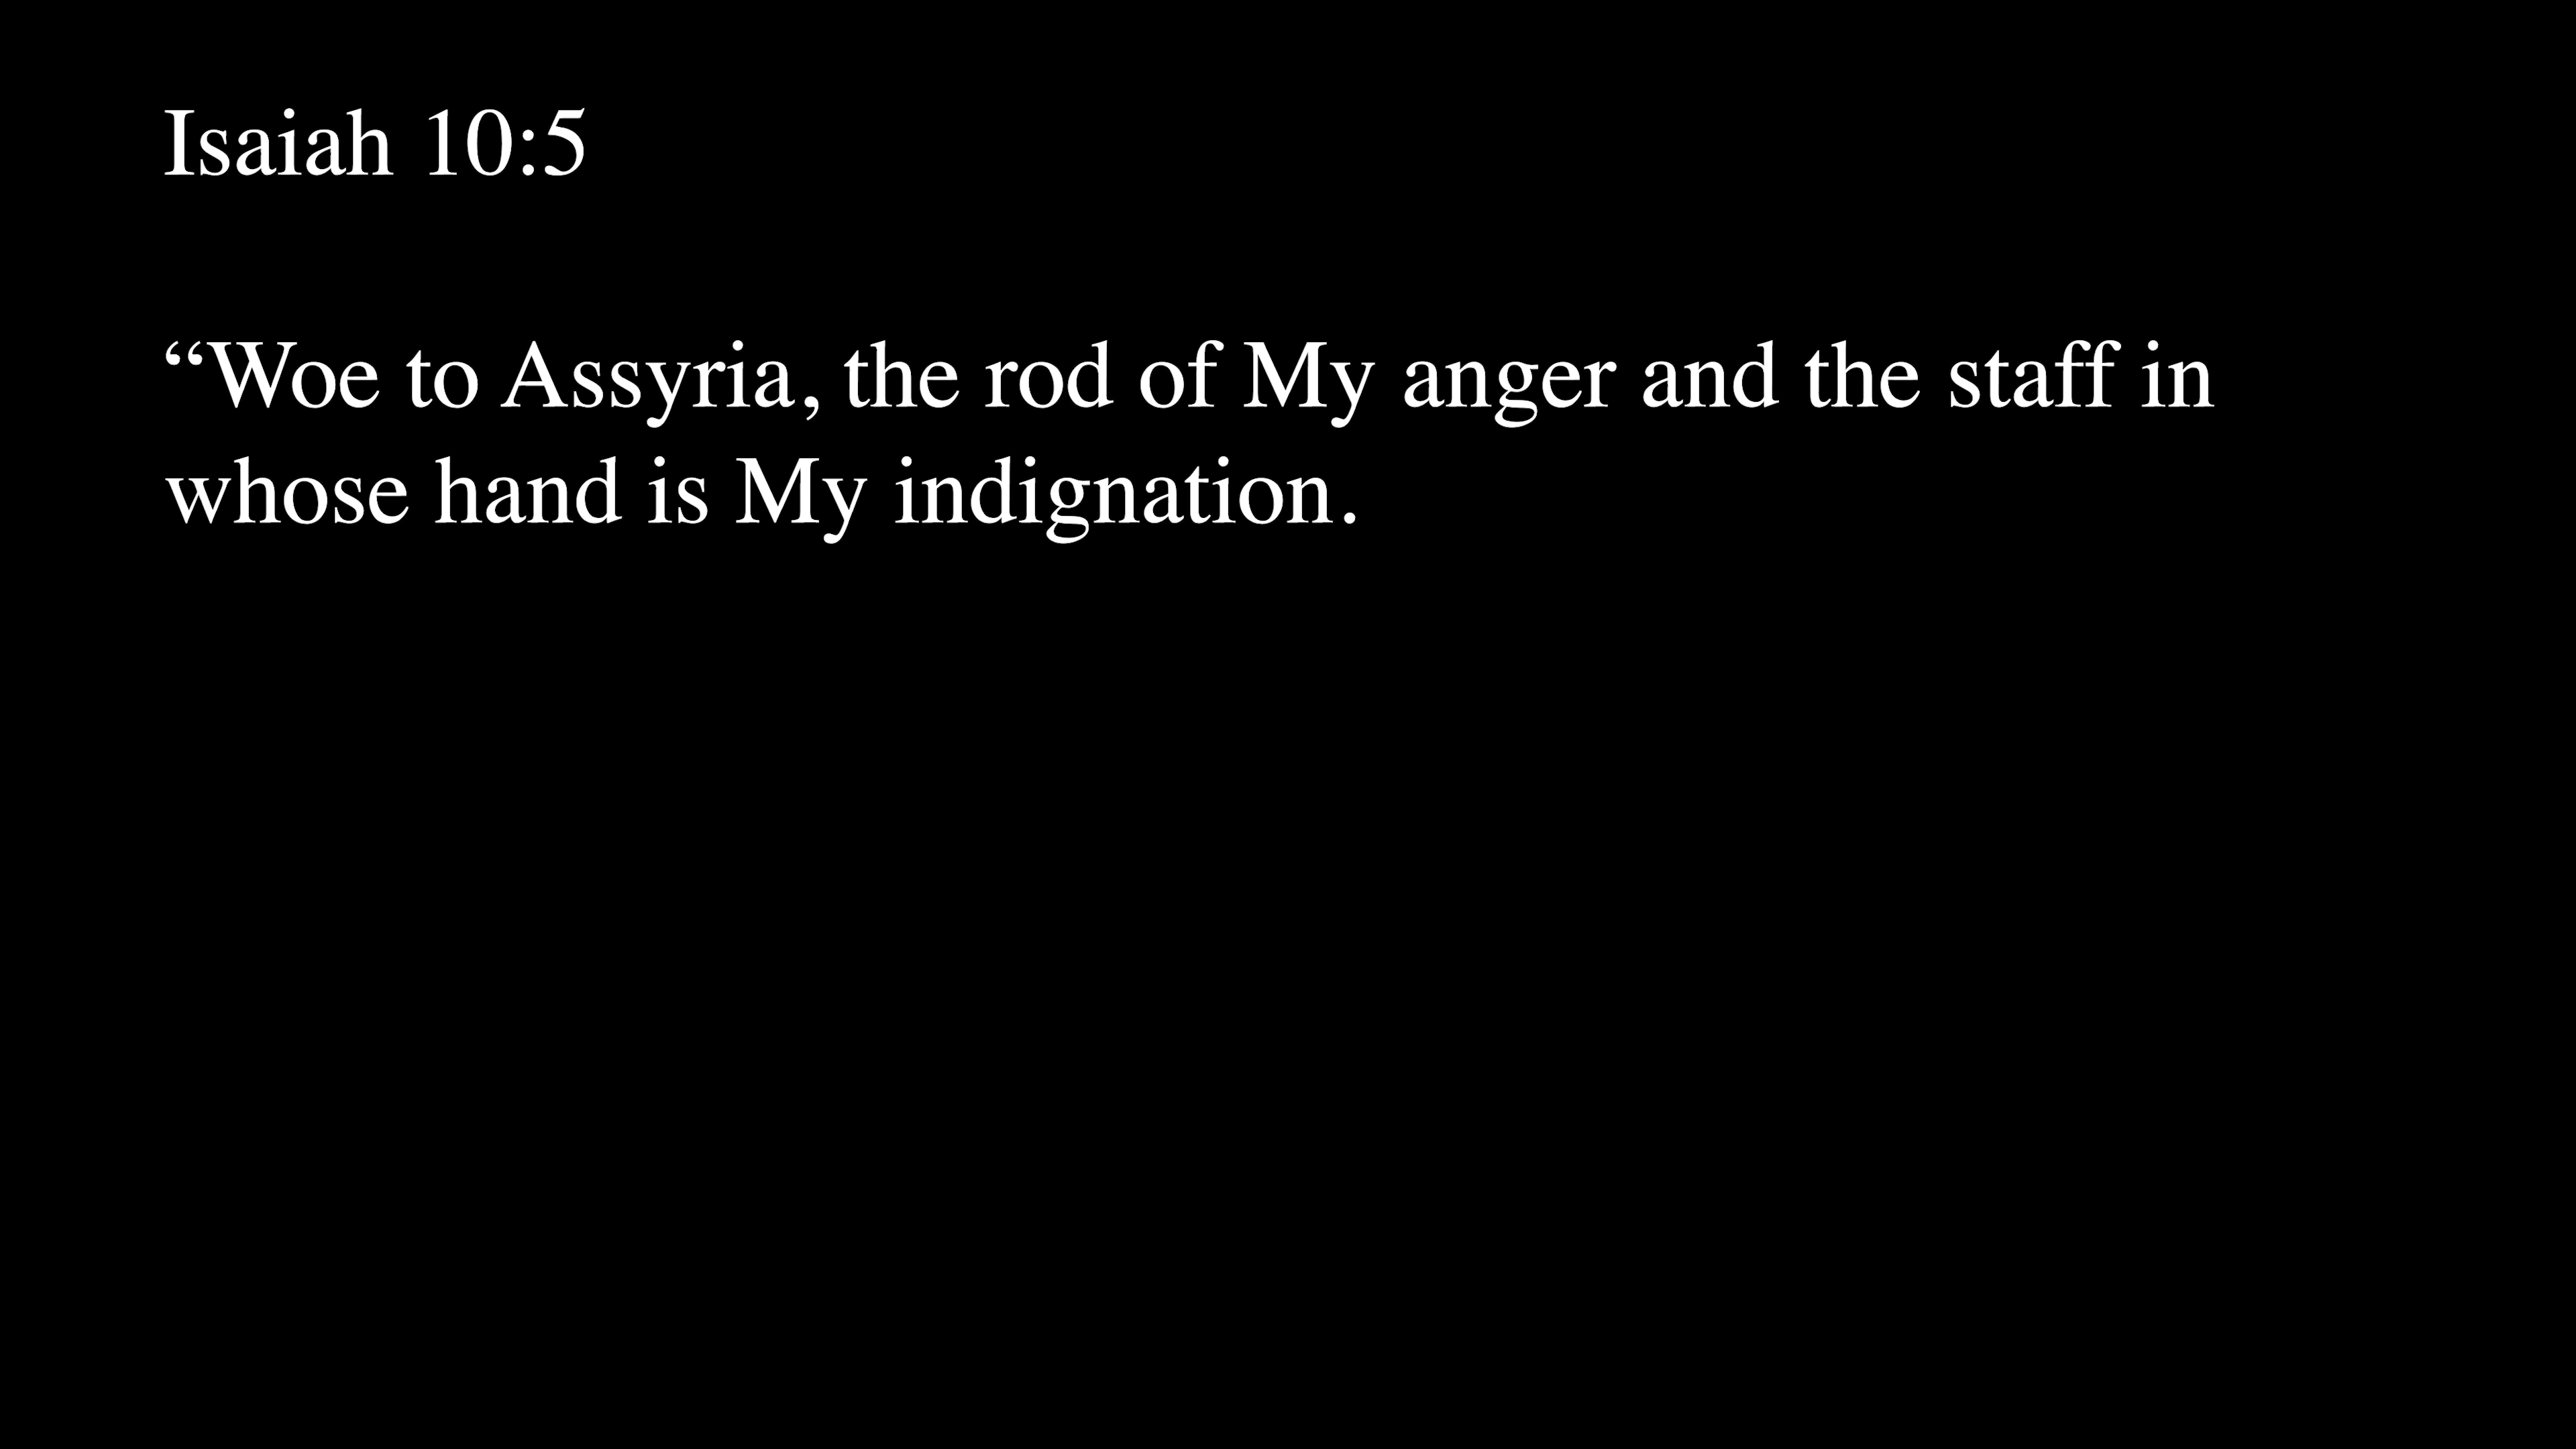 Isaiah 10:5
“Woe to Assyria, the rod of My anger and the staff in
whose hand is My indignation.